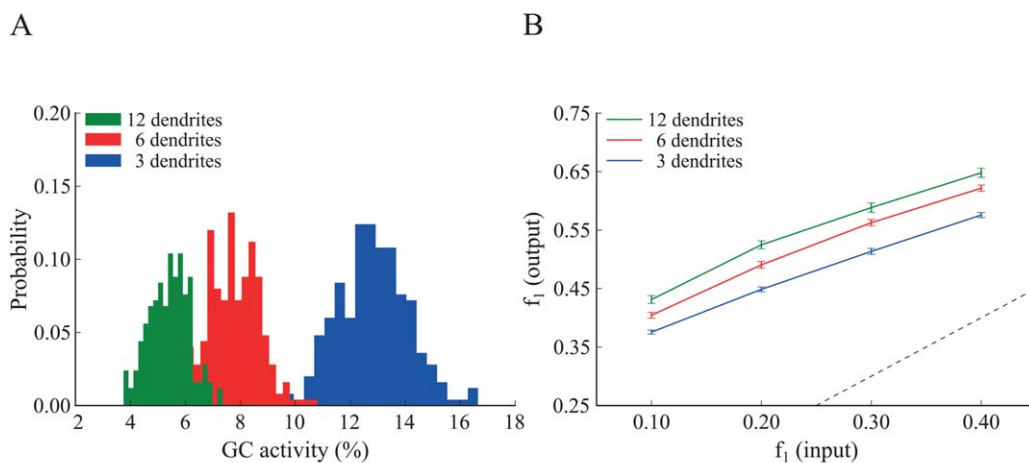 A
0.20
0.15
0.10
0.05
0.00
Probability
12 dendrites
6 dendrites
3 dendrites
2 4 6 8 10 12 14 16 18
GC activity (%)
B
0.75
0.65
0.55
0.45
0.35
0.25
f1 (output)
12 dendrites
6 dendrites
3 dendrites
0.10 0.20 0.30 0.40
f1 (input)